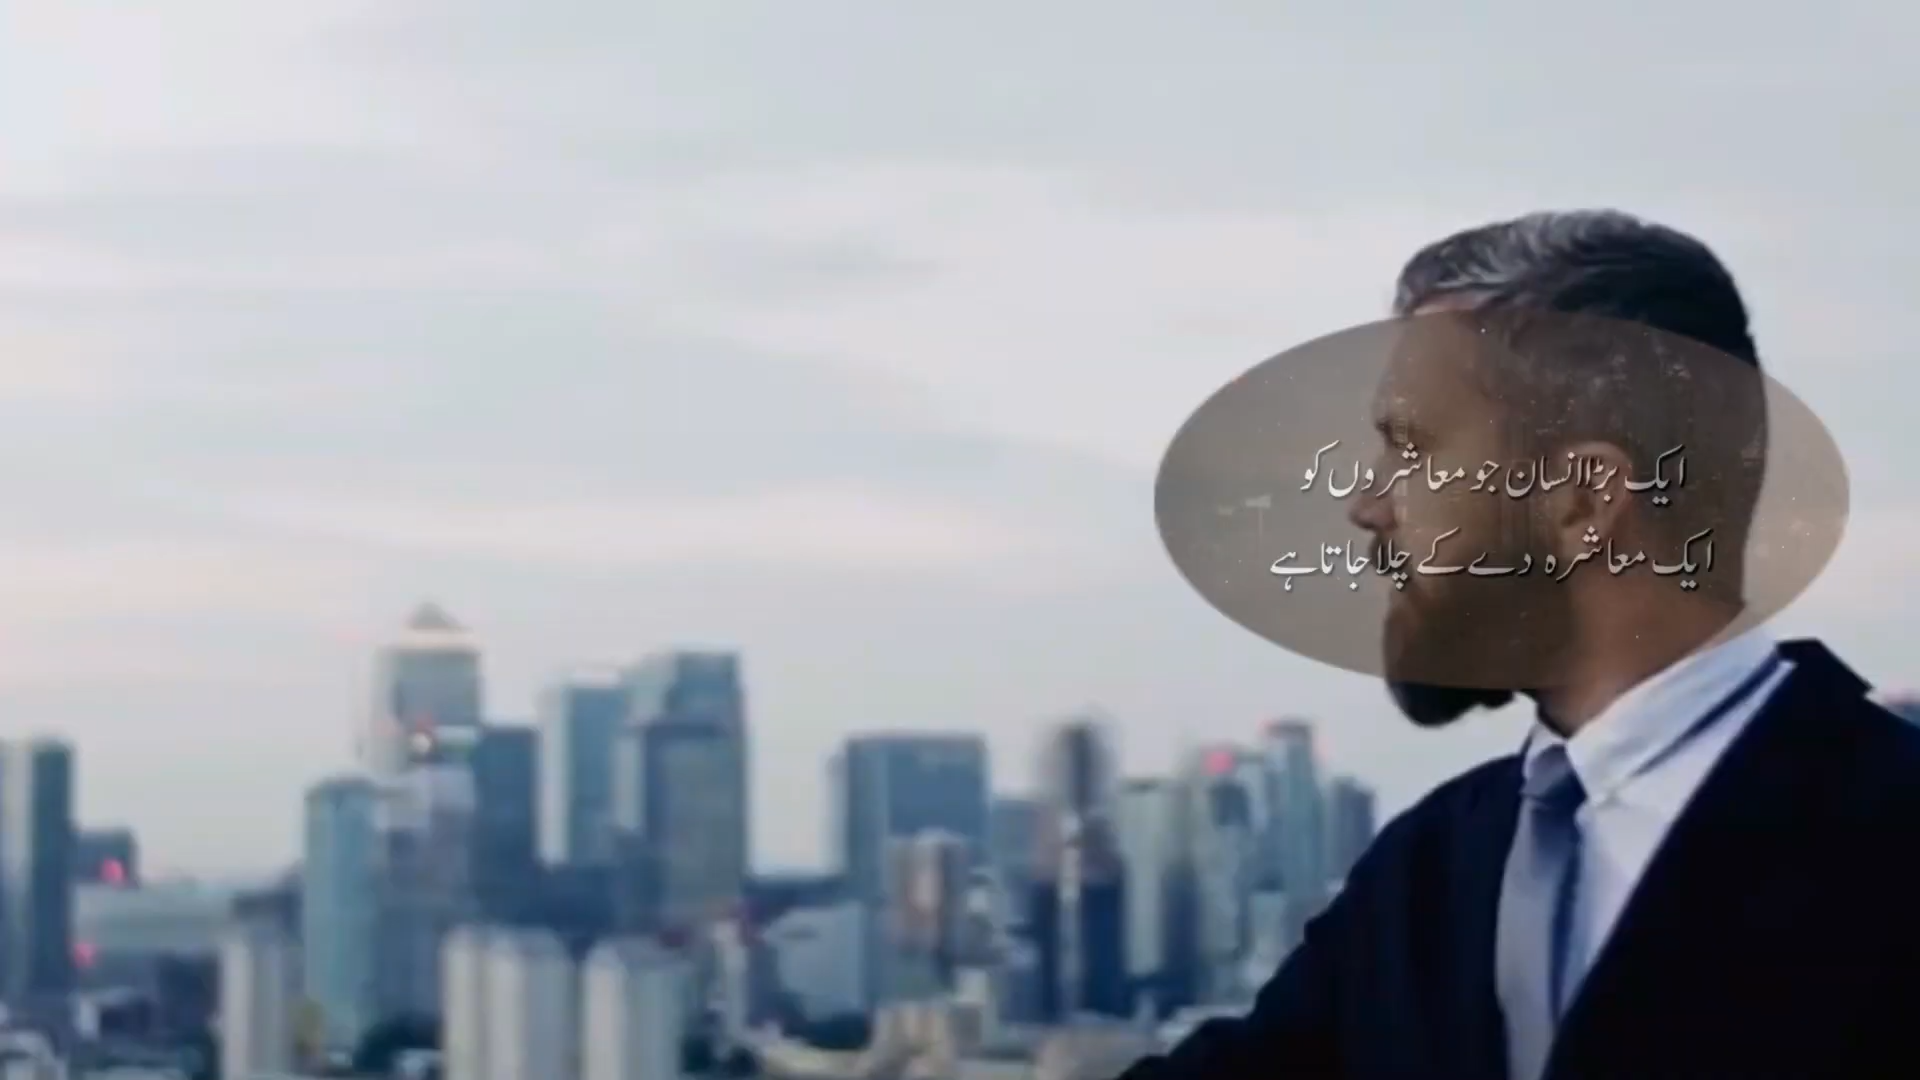 ایک بڑا انسان جو معاشروں کو
ایک معاشرہ دے کے چلا جاتا ہے